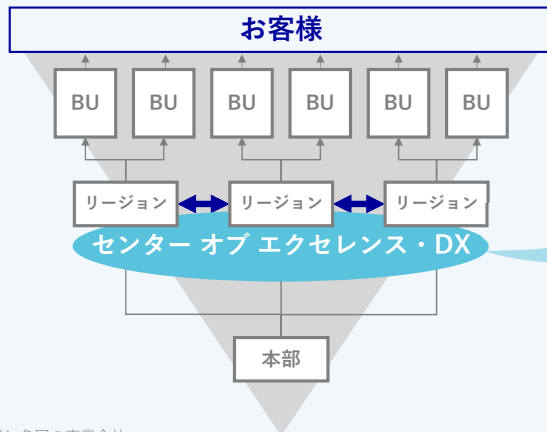 お客様
BU BU BU BU BU BU
リージョン リージョン リージョン
センター オブ エクセレンス・DX
本部